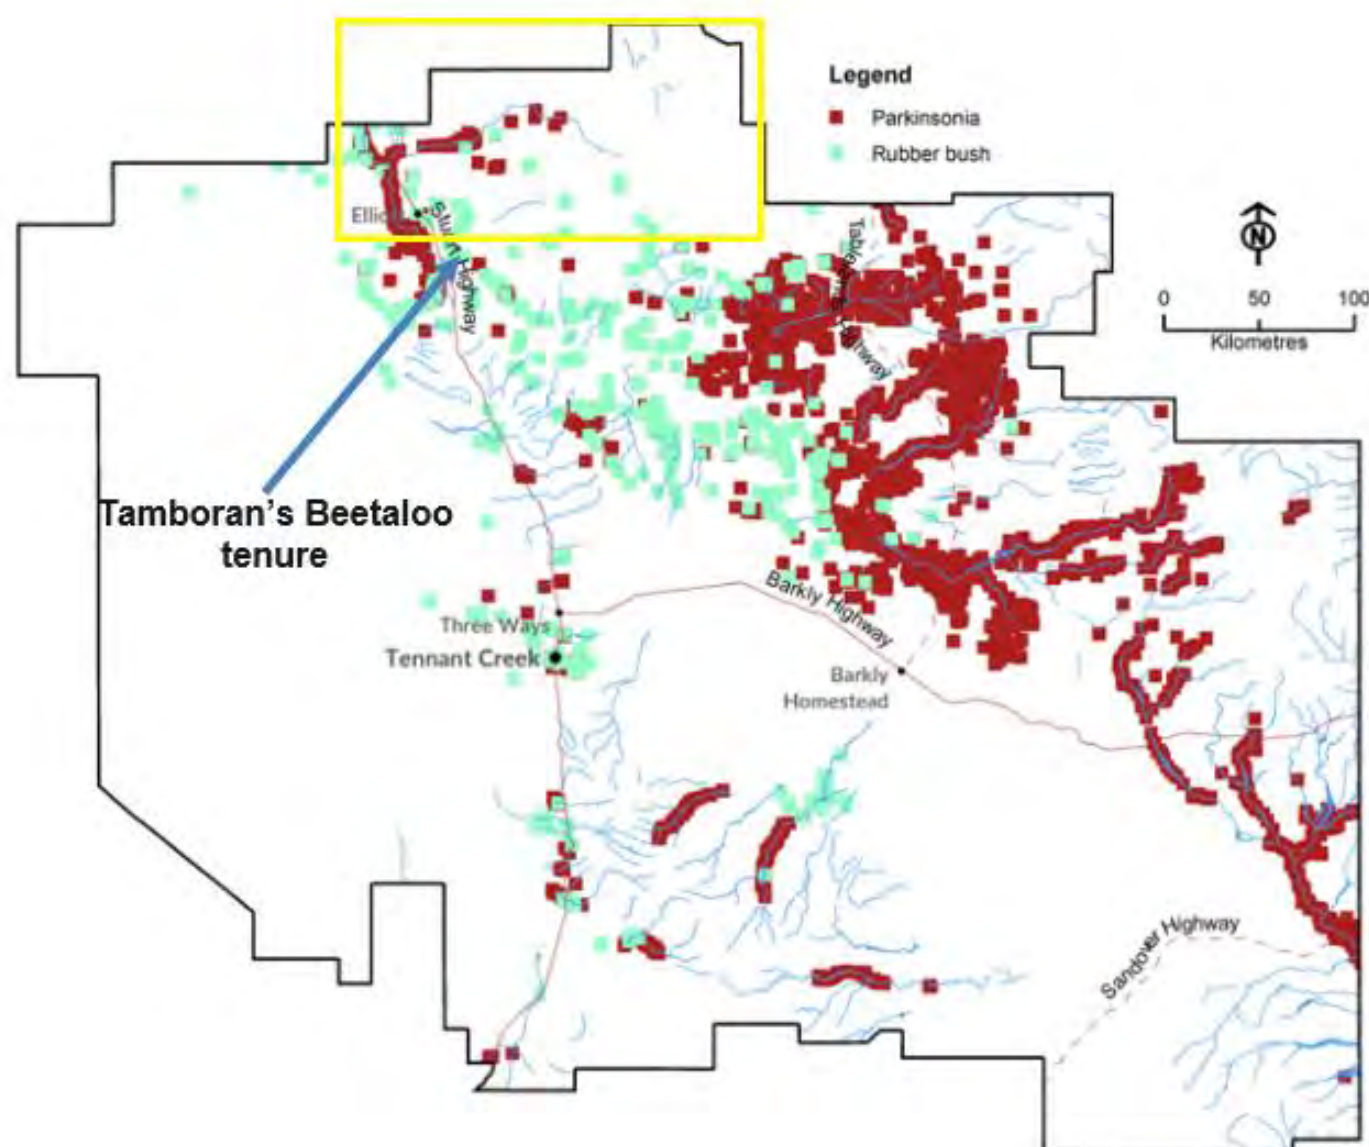 Legend
Parkinsonia
Rubber bush
N
0 50 100
Kilometres
Stuart Highway
Tablelands Highway
Tamboran's Beetaloo
tenure
Barkly Highway
Three Ways
Tennant Creek
Barkly
Homestead
Sandover Highway